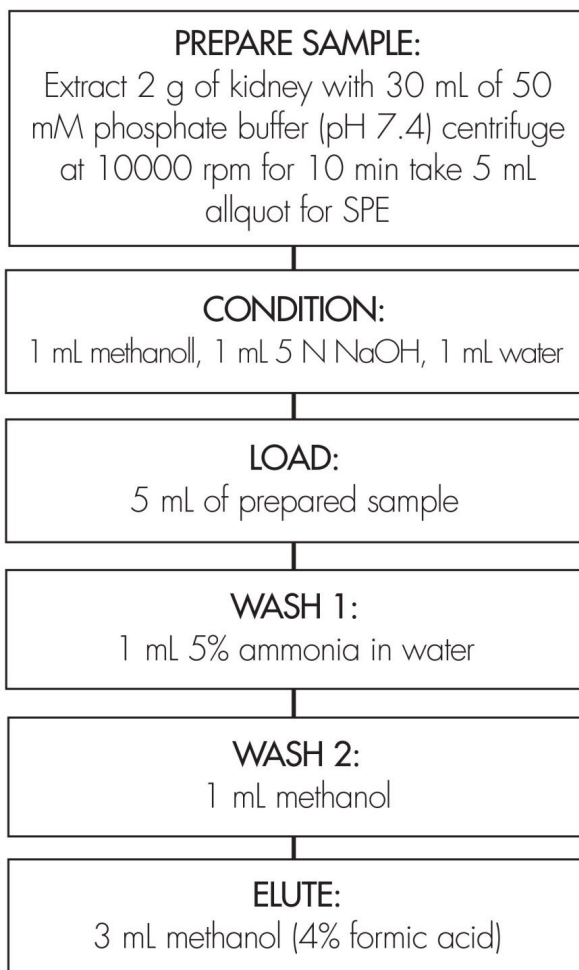 PREPARE SAMPLE:
Extract 2 g of kidney with 30 mL of 50
mM phosphate buffer (pH 7.4) centrifuge
at 10000 rpm for 10 min take 5 mL
allquot for SPE
CONDITION:
1 mL methanoll, 1 mL 5 N NaOH, 1 mL water
LOAD:
5 mL of prepared sample
WASH 1:
1 mL 5% ammonia in water
WASH 2:
1 mL methanol
ELUTE:
3 mL methanol (4% formic acid)